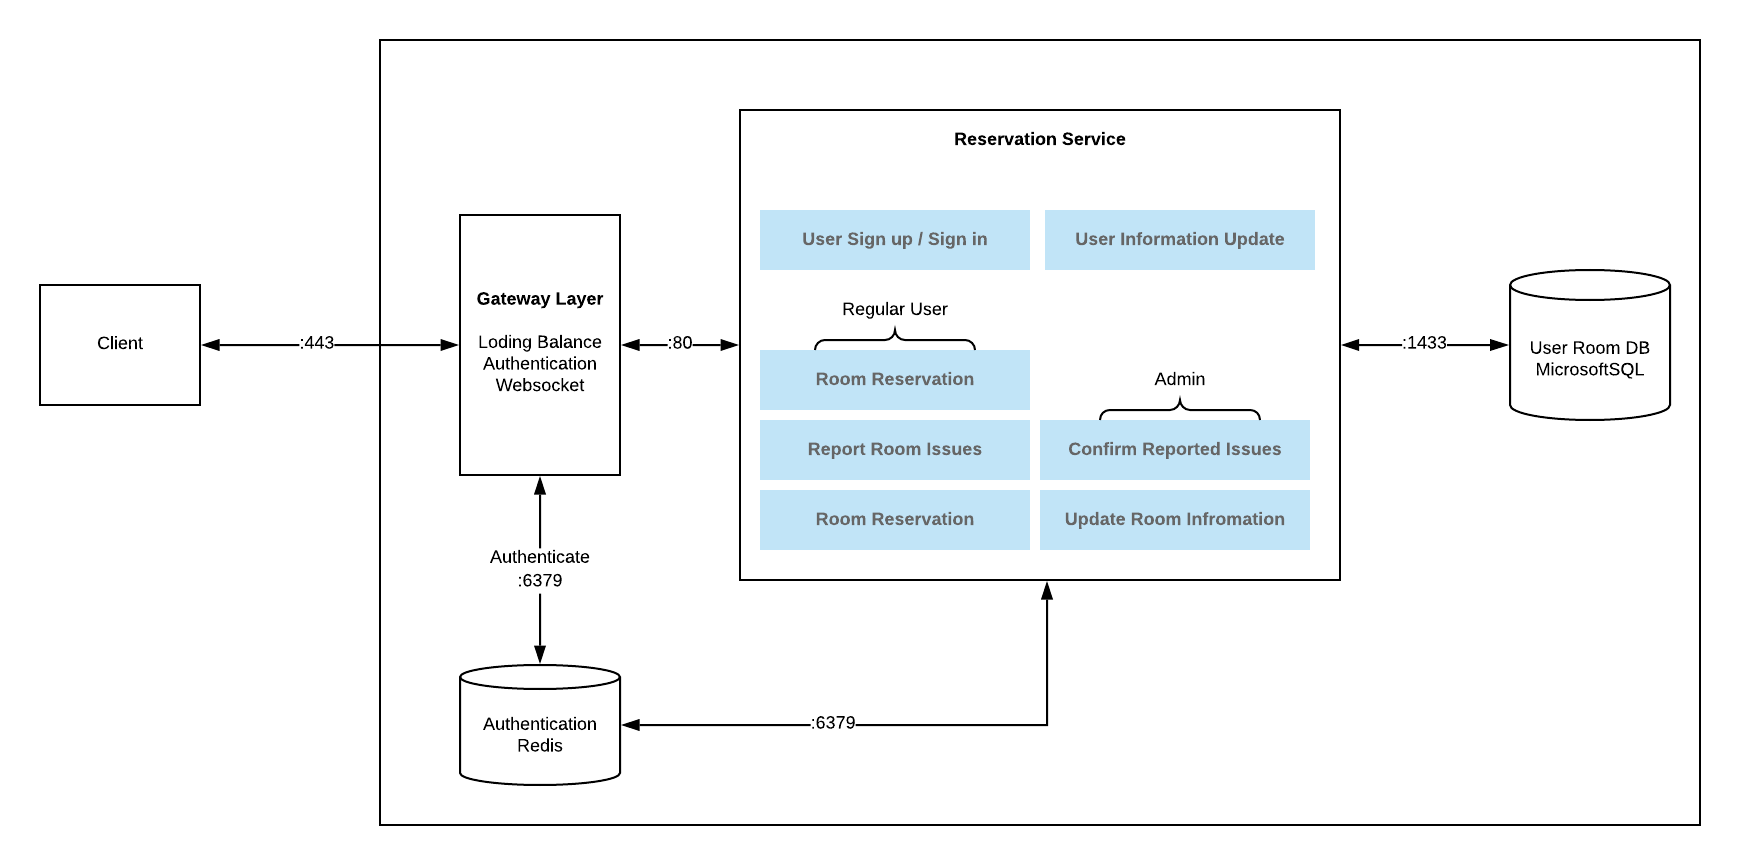 Reservation Service
User Sign up / Sign in
User Information Update
Gateway Layer
Loding Balance
Authentication
Websocket
Client
:443
:80
Regular User
Room Reservation
Admin
Report Room Issues
Confirm Reported Issues
Room Reservation
Update Room Infromation
:1433
User Room DB
MicrosoftSQL
Authenticate
:6379
Authentication
Redis
:6379